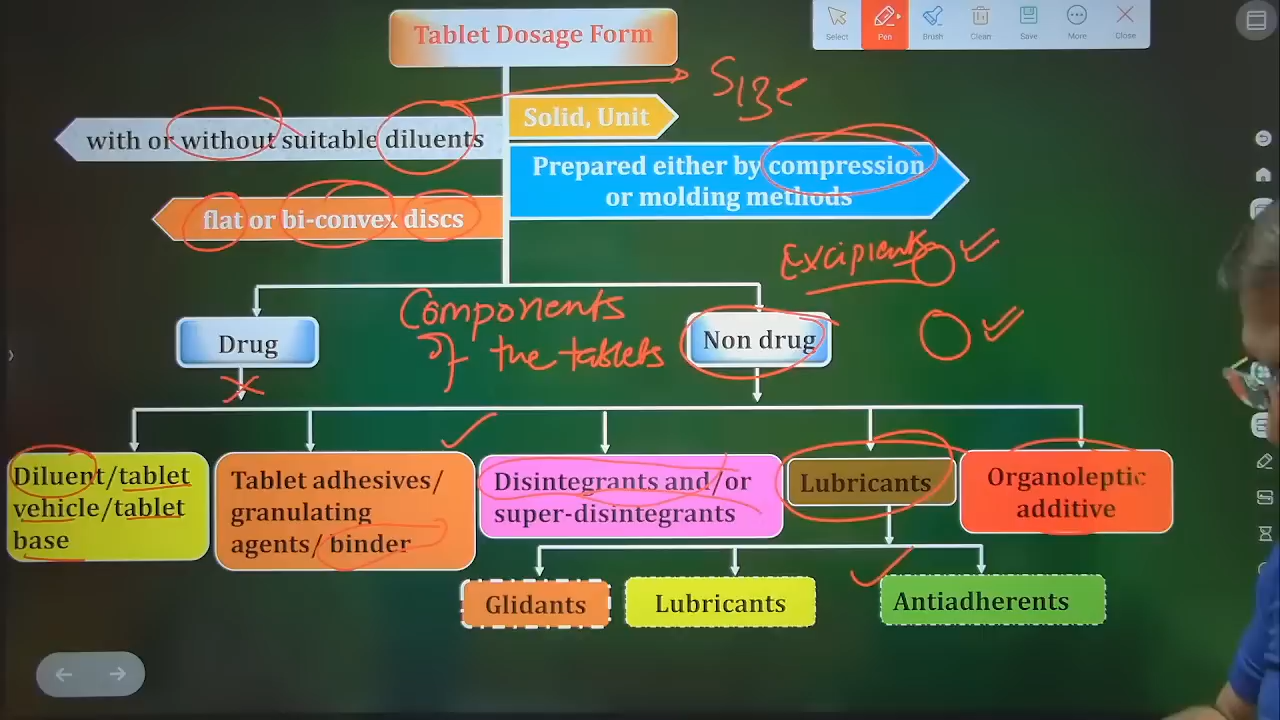 Tablet Dosage Form
Select Pen Brush Clean Save More Close
Size
Solid, Unit
with or without suitable diluents
Prepared either by compression
or molding methods
flat or bi-convex discs
Excipients
Components
of the tablets
Drug
Non drug
Diluent/tablet
vehicle/tablet
base
Tablet adhesives/
granulating
agents/ binder
Disintegrants and/or
super-disintegrants
Lubricants
Organoleptic
additive
Glidants
Lubricants
Antiadherents